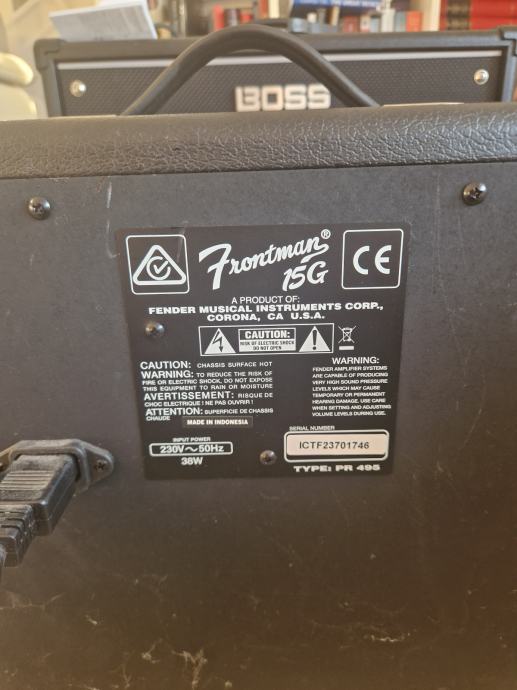 BOSS
Frontman®
15G
CE
A PRODUCT OF:
FENDER MUSICAL INSTRUMENTS CORP.,
CORONA, CA U.S.A.
CAUTION:
RISK OF ELECTRIC SHOCK
DO NOT OPEN
CAUTION: CHASSIS SURFACE HOT
WARNING: TO REDUCE THE RISK OF
FIRE OR ELECTRIC SHOCK, DO NOT EXPOSE
THIS EQUIPMENT TO RAIN OR MOISTURE
AVERTISSEMENT: RISQUE DE
CHOC ELECTRIQUE! NE PAS OUVRIR!
ATTENTION: SUPERFICIE DE CHASSIS
CHAUDE
MADE IN INDONESIA
INPUT POWER
230V~50Hz
38W
WARNING:
FENDER AMPLIFIER SYSTEMS
ARE CAPABLE OF PRODUCING
VERY HIGH SOUND PRESSURE
LEVELS WHICH MAY CAUSE
TEMPORARY OR PERMANENT
HEARING DAMAGE. USE CARE
WHEN SETTING AND ADJUSTING
VOLUME LEVELS DURING USE.
SERIAL NUMBER
ICTF23701746
TYPE: PR 495